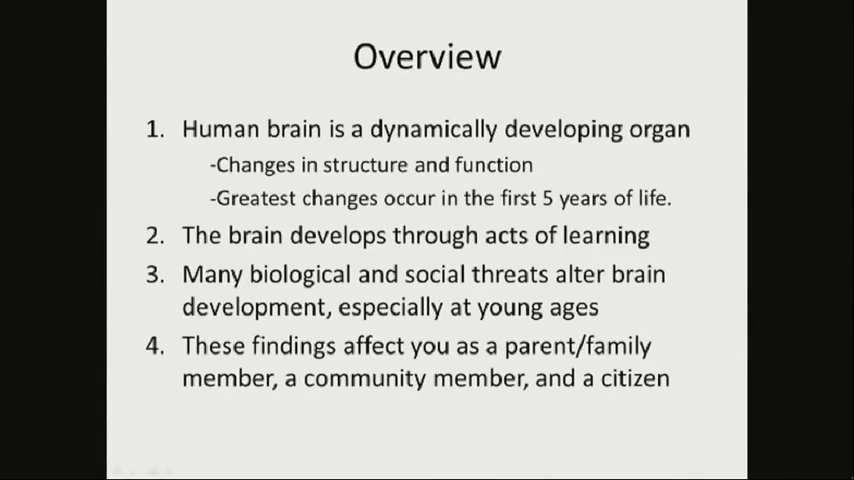 Overview
1. Human brain is a dynamically developing organ
-Changes in structure and function
-Greatest changes occur in the first 5 years of life.
2. The brain develops through acts of learning
3. Many biological and social threats alter brain
development, especially at young ages
4. These findings affect you as a parent/family
member, a community member, and a citizen